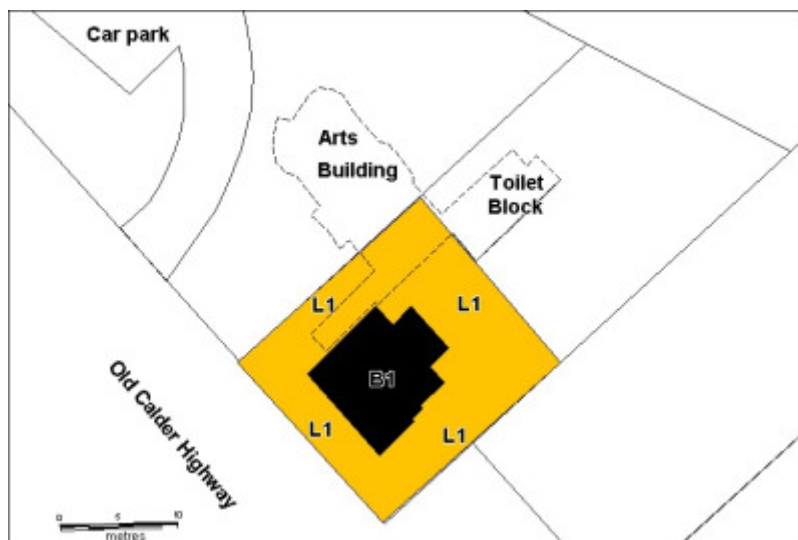 Car park
Arts
Building
Toilet
Block
L1
L1
B1
L1
L1
Old Calder Highway
0 5 10
metres